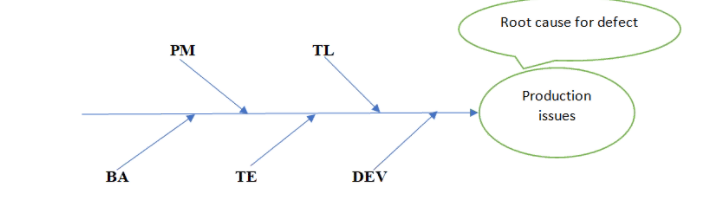 Root cause for defect
PM
TL
Production
issues
BA
TE
DEV